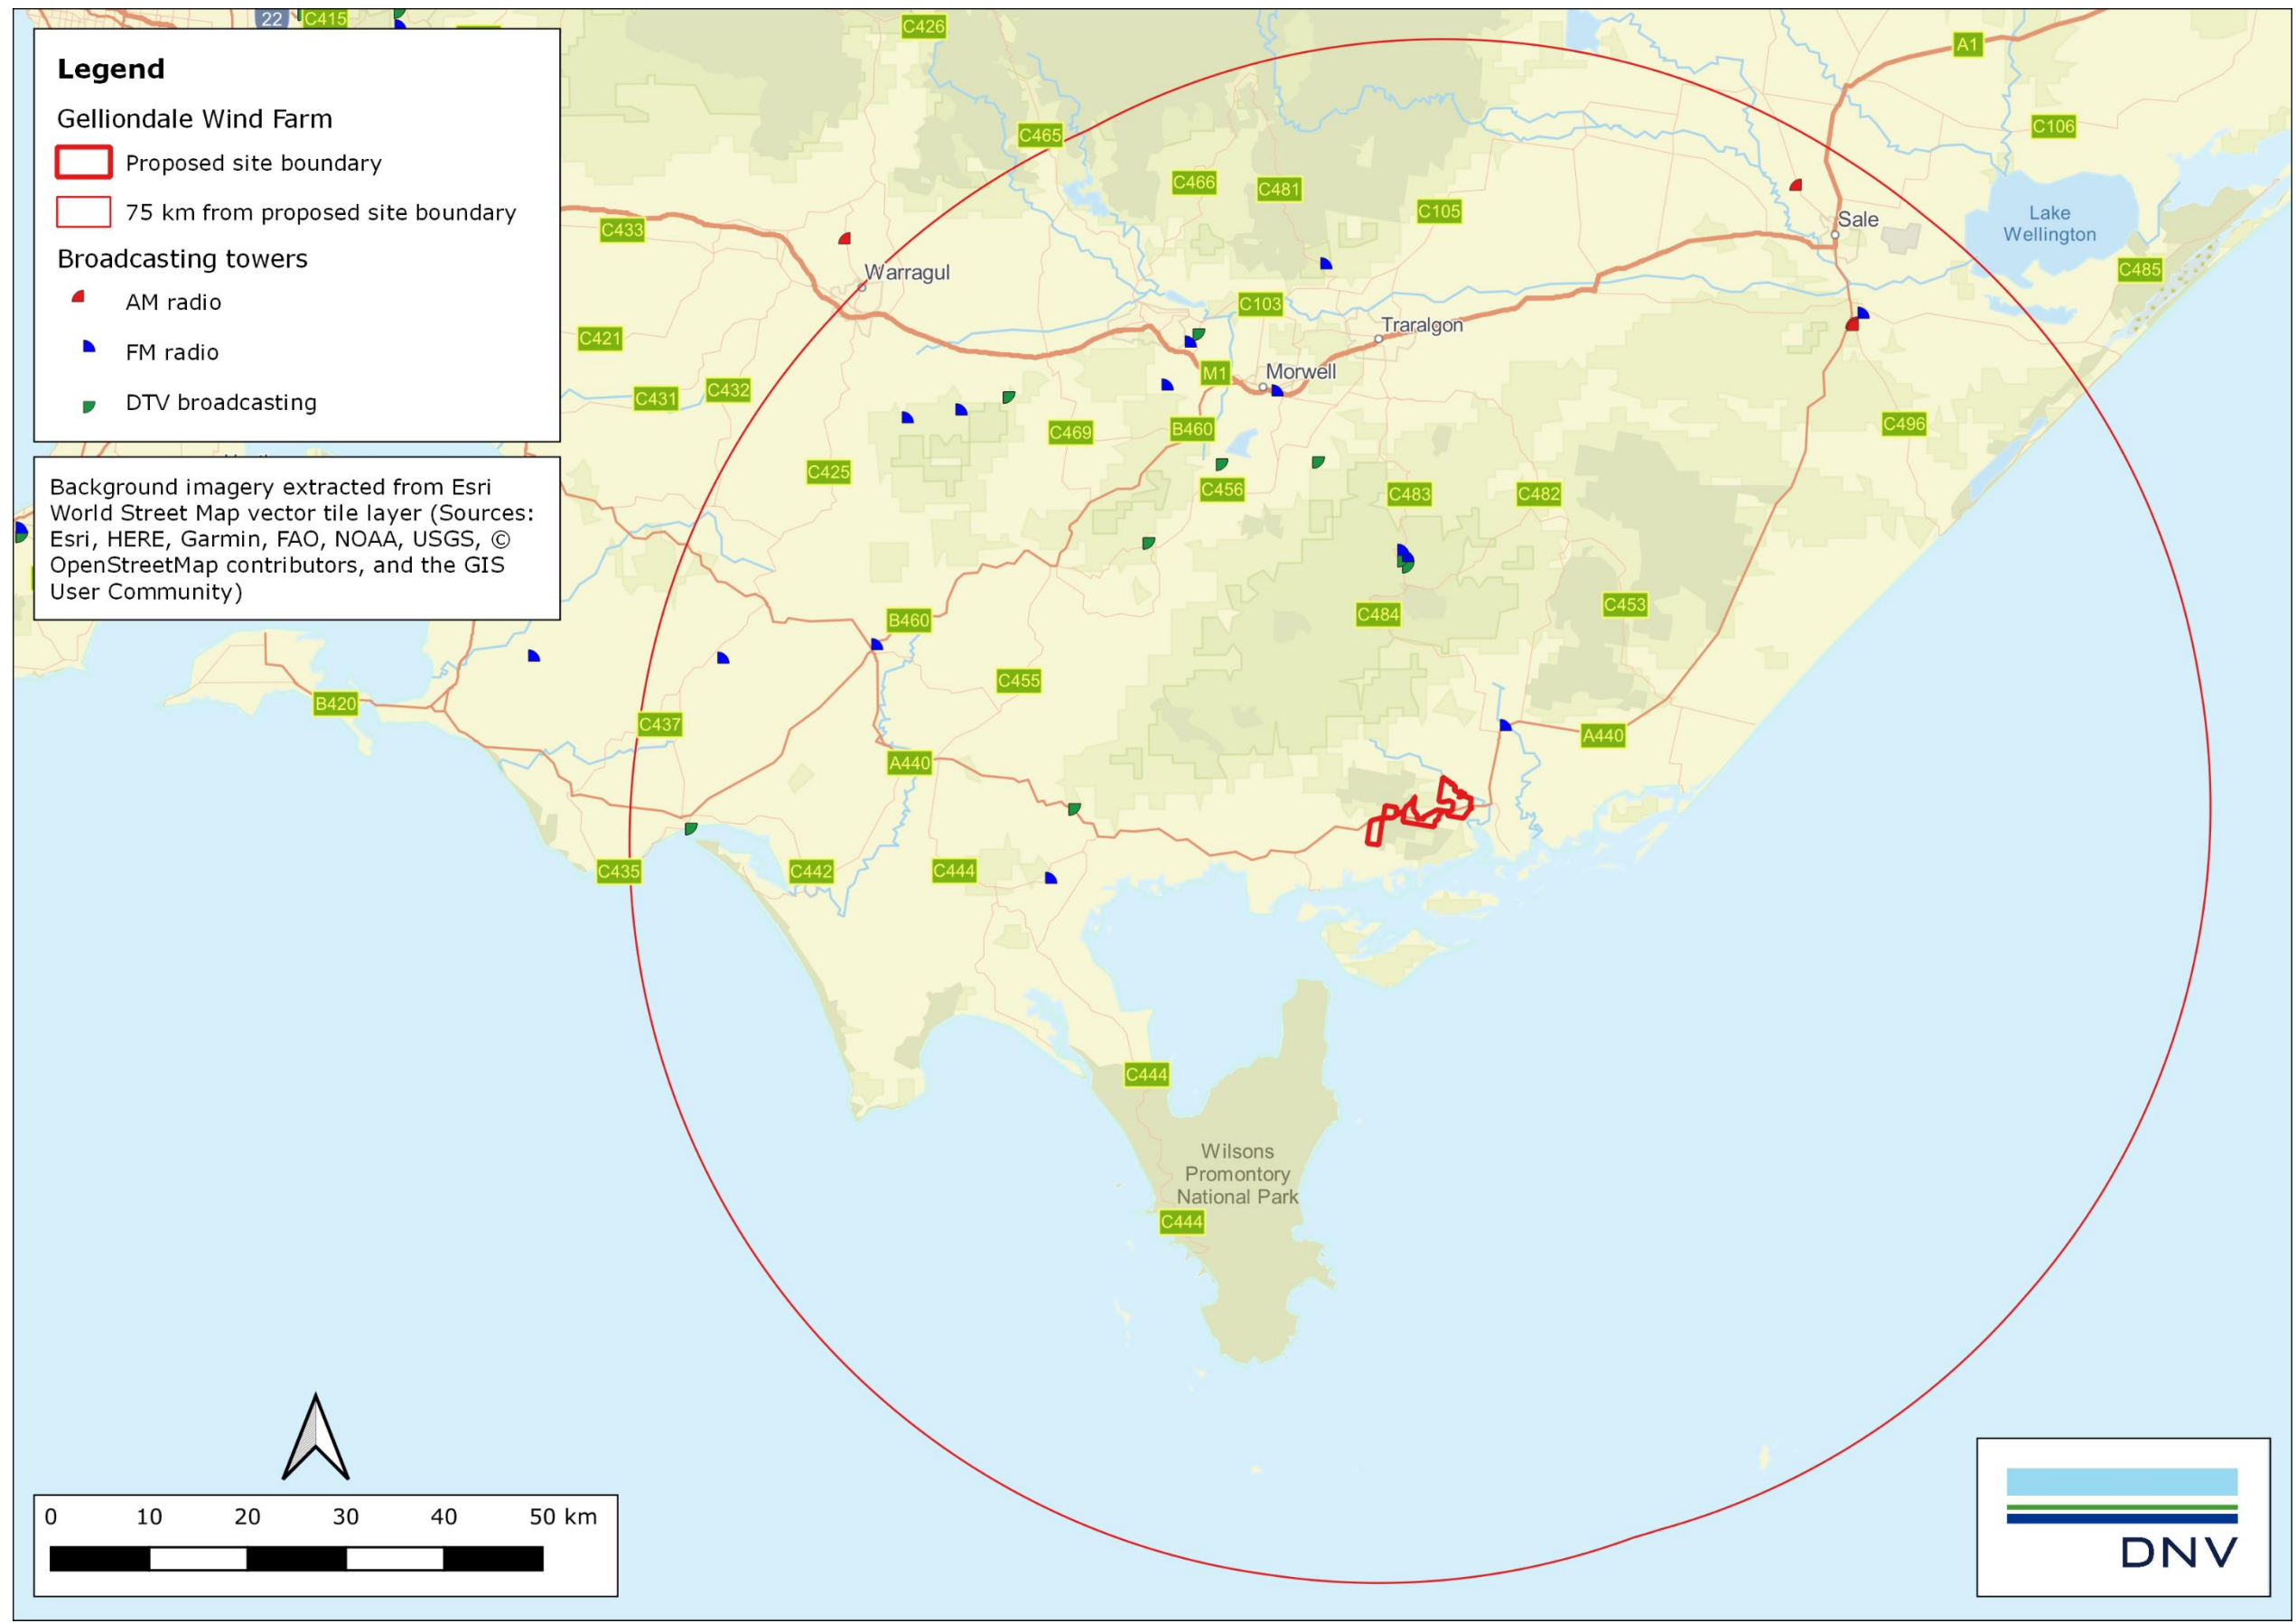 Legend
Gelliondale Wind Farm
Proposed site boundary
75 km from proposed site boundary
Broadcasting towers
AM radio
FM radio
DTV broadcasting
Background imagery extracted from Esri
World Street Map vector tile layer (Sources:
Esri, HERE, Garmin, FAO, NOAA, USGS, ©
OpenStreetMap contributors, and the GIS
User Community)
22
C415
C426
A1
C465
C106
C466
C481
C105
C433
Sale
Lake
Wellington
Warragul
C485
C103
C421
Traralgon
M1
Morwell
C431
C432
C469
B460
C496
C425
C456
C483
C482
C453
C484
B460
C455
B420
C437
A440
A440
C435
C442
C444
C444
Wilsons
Promontory
National Park
C444
0 10 20 30 40 50 km
DNV